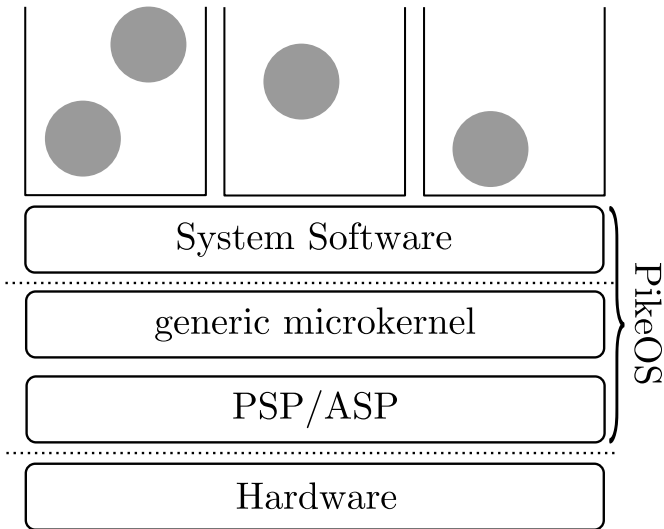 System Software
generic microkernel
PSP/ASP
Hardware
PikeOS